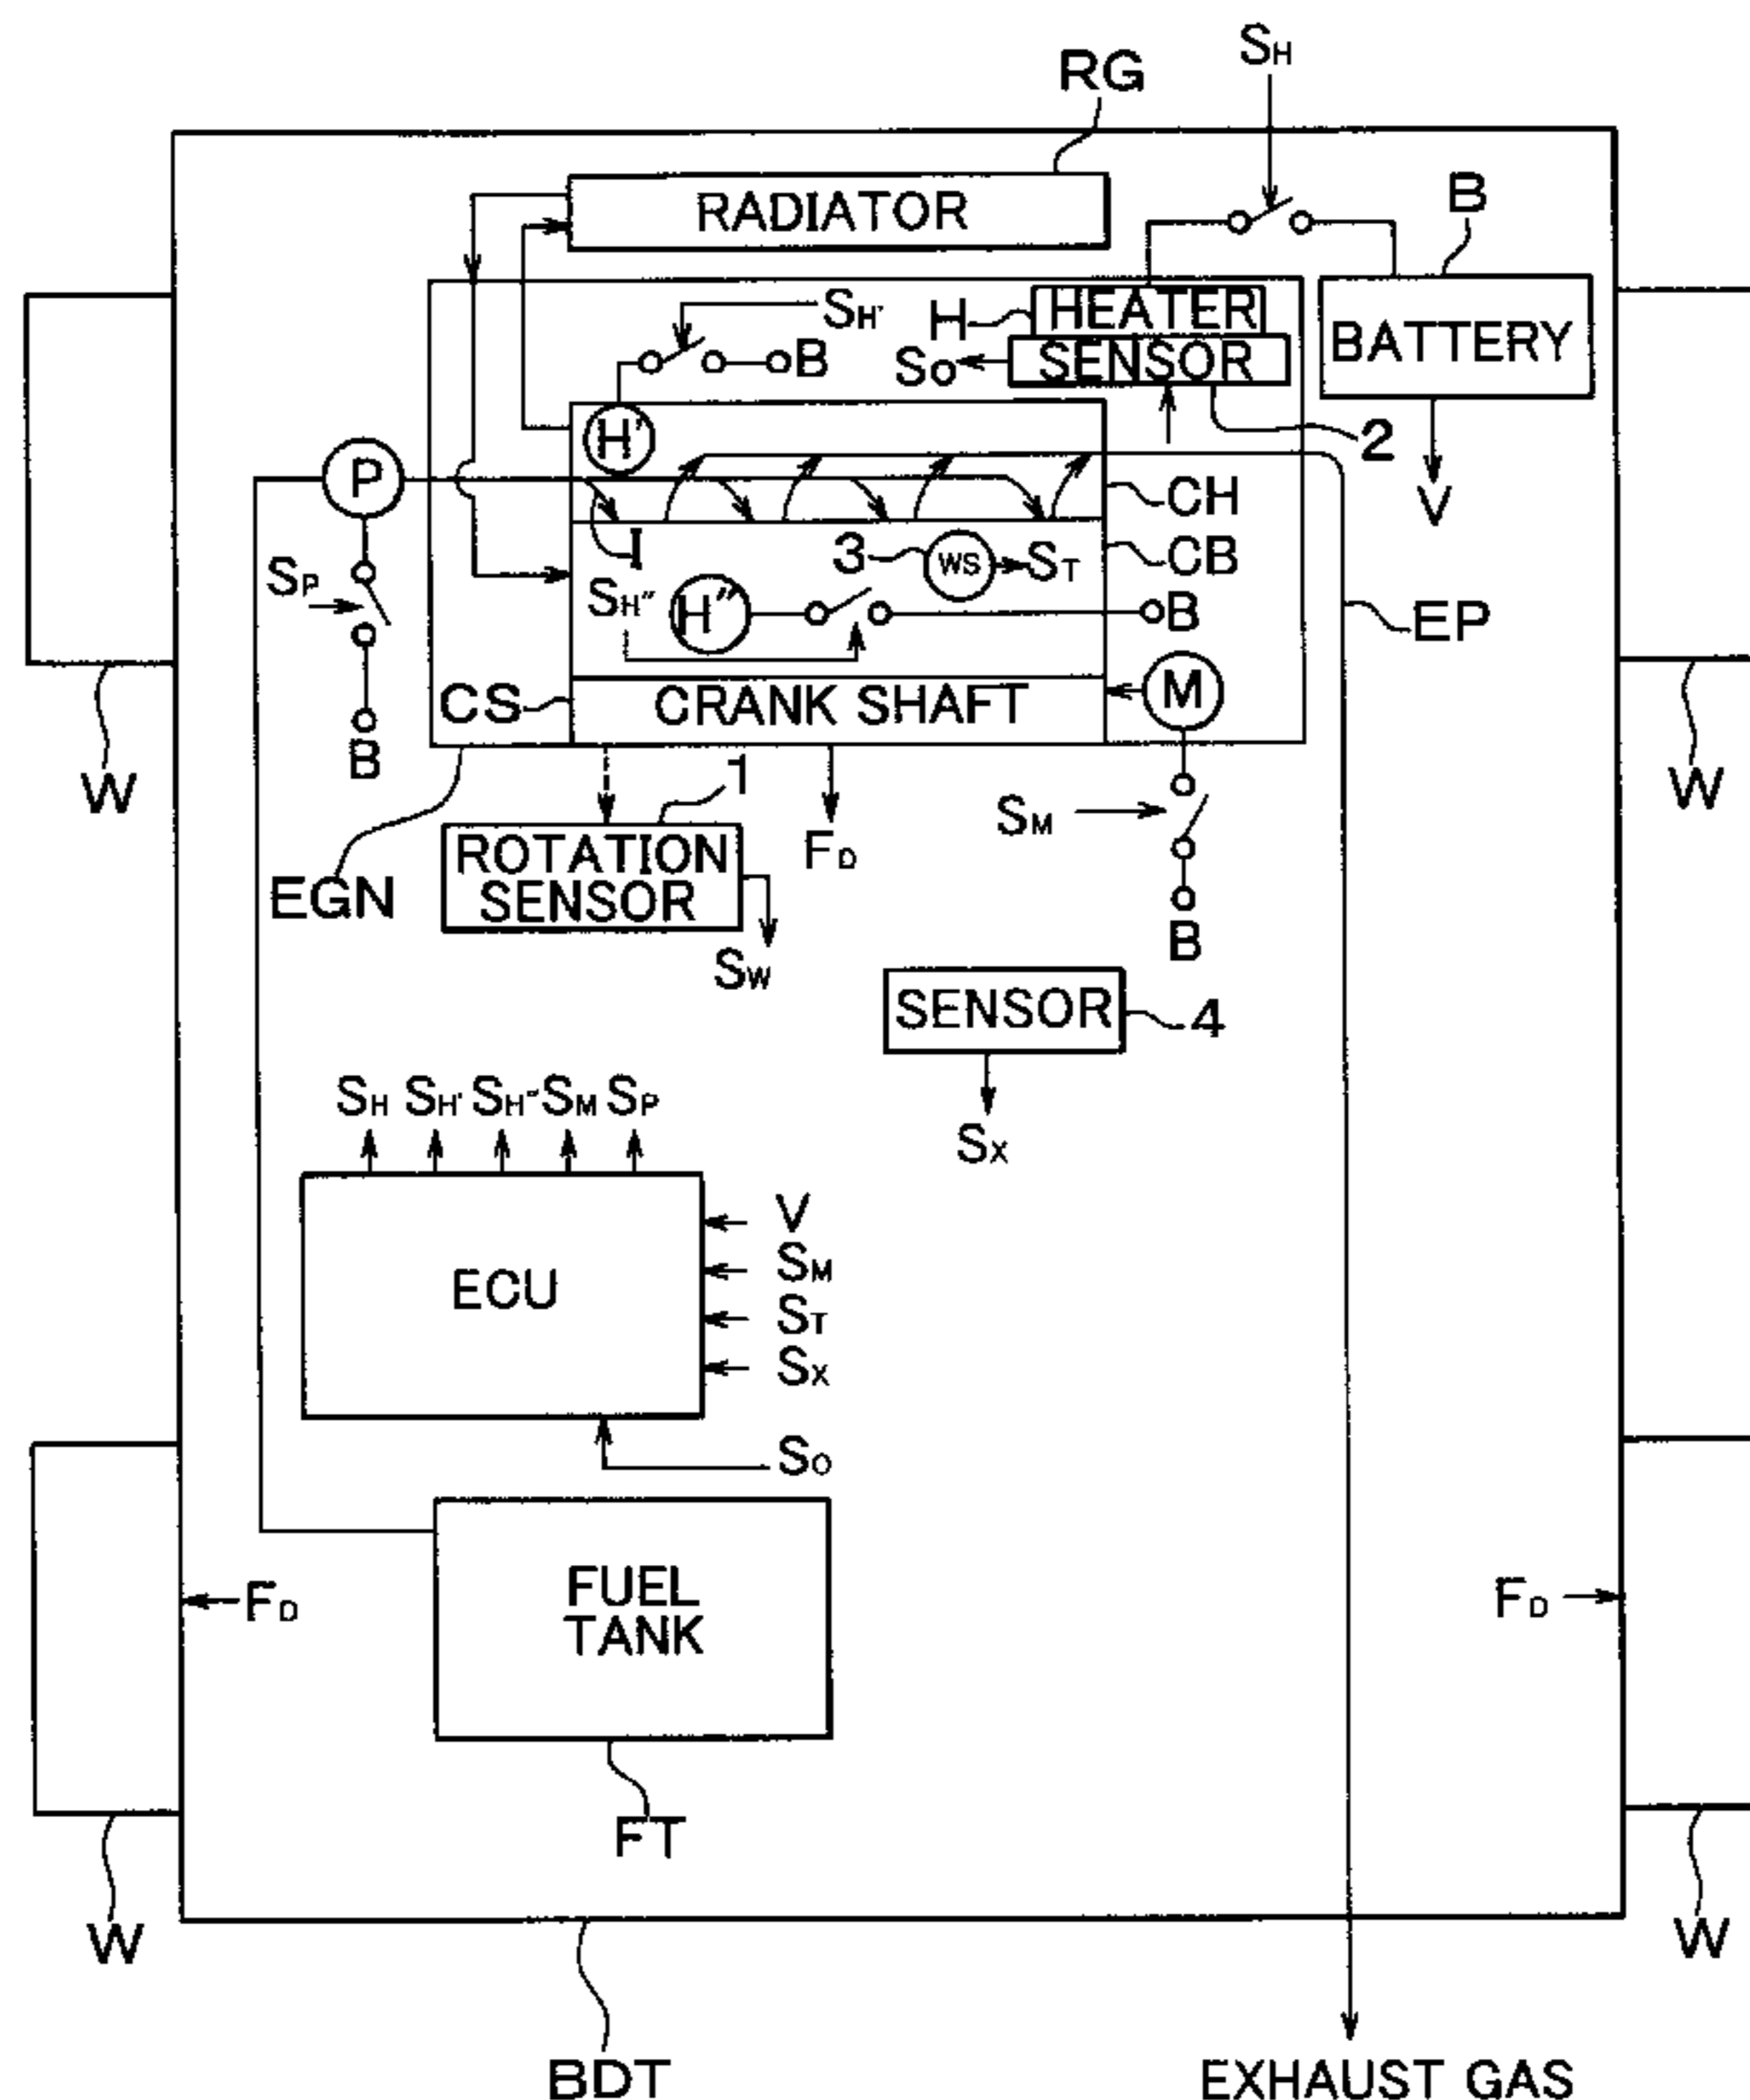 SH
RG
RADIATOR
B
SH'
H
HEATER
BATTERY
B
SO
SENSOR
H'
2
P
V
CH
I
3
WS
ST
CB
SP
SH"
H"
B
EP
CS
CRANK SHAFT
M
B
W
W
1
SM
ROTATION
SENSOR
FD
EGN
B
SW
SENSOR
4
SH SH' SH" SM SP
SX
V
SM
ECU
ST
SX
SO
FUEL
TANK
FD
FD
FT
W
W
BDT
EXHAUST GAS